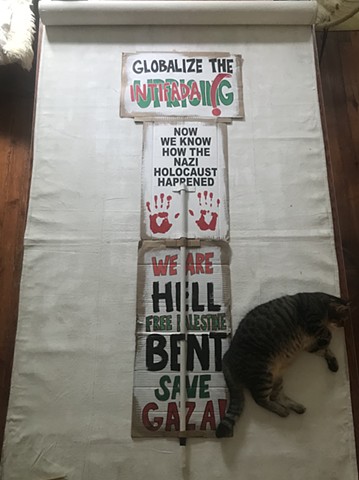 GLOBALIZE THE
INTIFADA!
UPRISING
NOW
WE KNOW
HOW THE
NAZI
HOLOCAUST
HAPPENED
WE ARE
HELL
FREE PALESTINE
BENT
SAVE
GAZA!